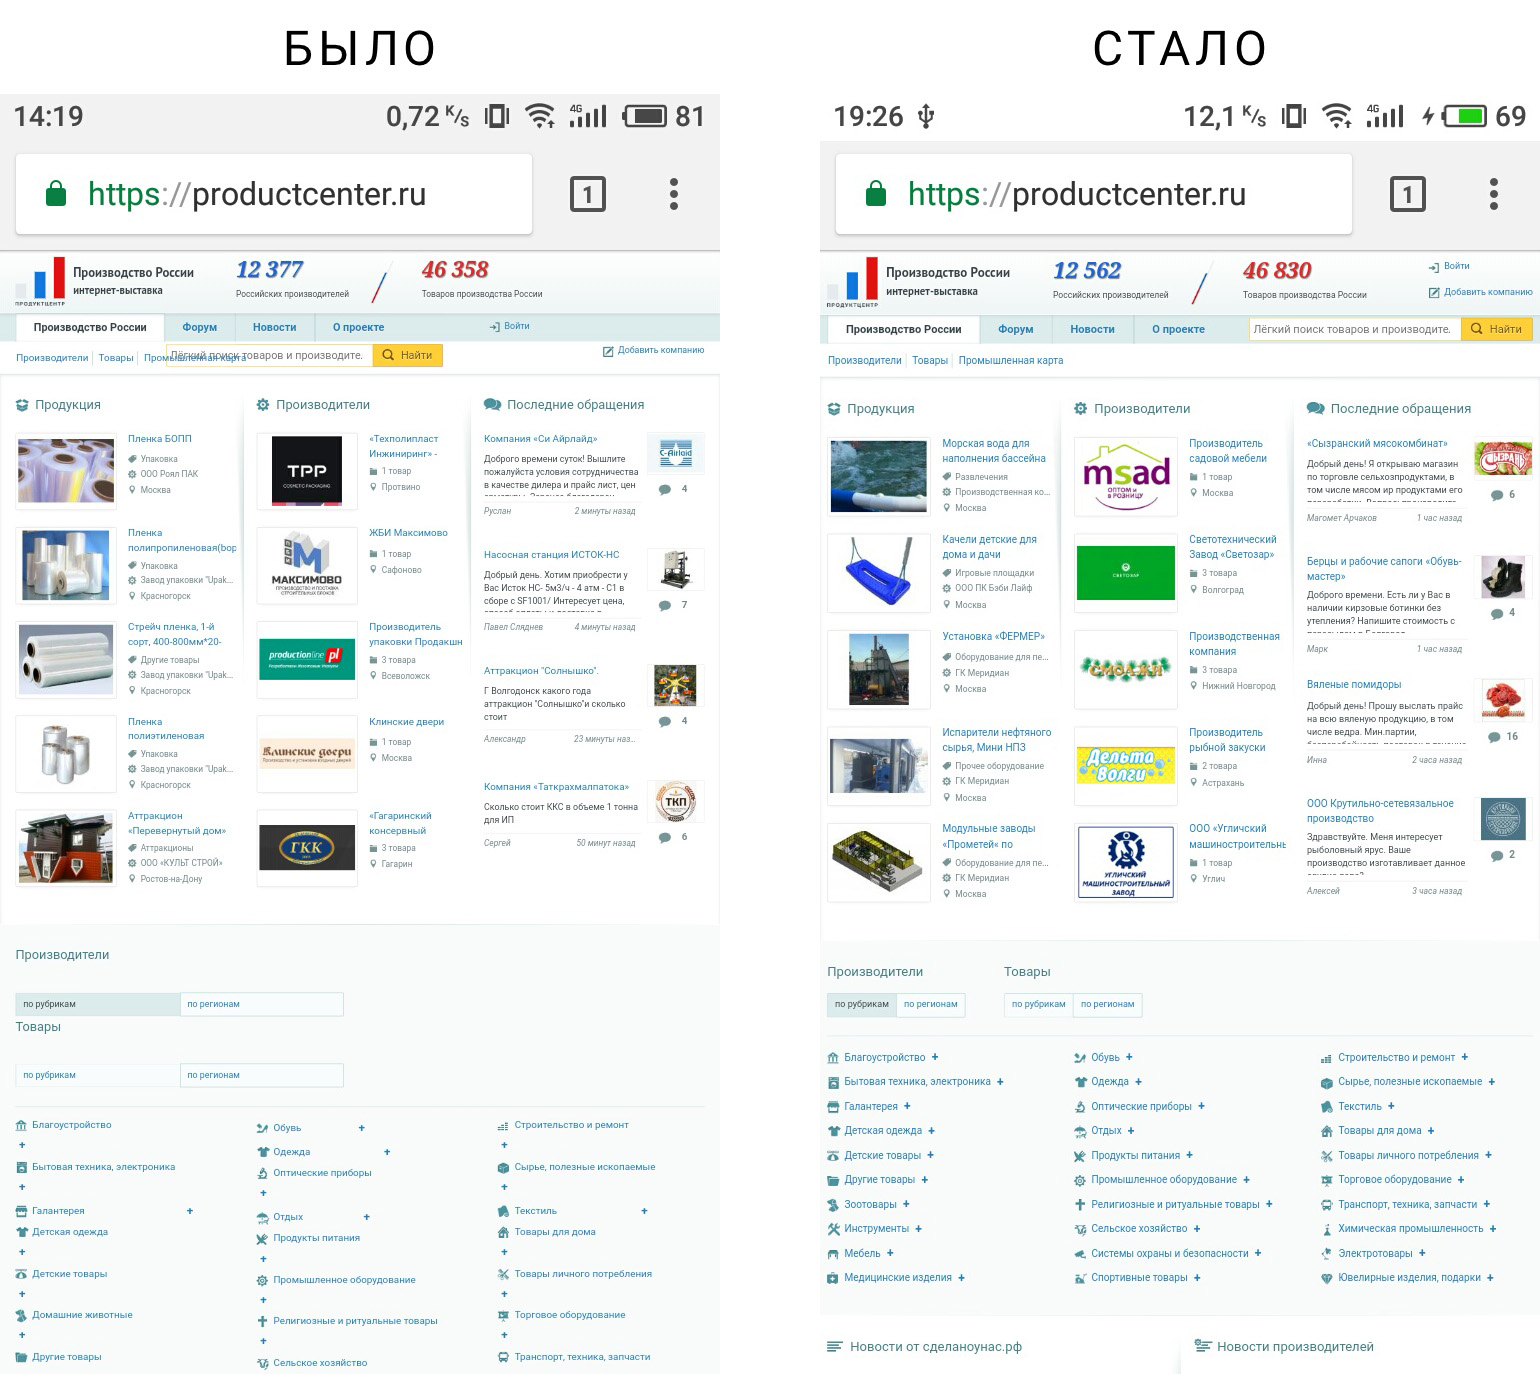 БЫЛО
14:19
0,72 K/s
4G
81
https://productcenter.ru
1
ПРОДУКТЦЕНТР
Производство России
интернет-выставка
12 377
Российских производителей
46 358
Товаров производства России
Производство России
Форум
Новости
О проекте
Войти
Производители
Товары
Промышленная карта
Лёгкий поиск товаров и производите.
Найти
Добавить компанию
Продукция
Пленка БОПП
Упаковка
ООО Роял ПАК
Москва
Пленка
полипропиленовая(бор
Упаковка
Завод упаковки "Upak...
Красногорск
Стрейч пленка, 1-й
сорт, 400-800мм*20-
Другие товары
Завод упаковки "Upak...
Красногорск
Пленка
полиэтиленовая
Упаковка
Завод упаковки "Upak...
Красногорск
Аттракцион
«Перевернутый дом»
Аттракционы
ООО «КУЛЬТ СТРОЙ»
Ростов-на-Дону
Производители
TPP
COSMETIC PACKAGING
«Техполипласт
Инжиниринг» -
1 товар
Протвино
МАКСИМОВО
ПРОИЗВОДСТВО И ПОСТАВКА
СТРОИТЕЛЬНЫХ БЛОКОВ
ЖБИ Максимово
1 товар
Сафоново
productionline pl
Производитель
упаковки Продакшн
3 товара
Всеволожск
Клинские двери
Клинские двери
1 товар
Москва
ГКК
«Гагаринский
консервный
3 товара
Гагарин
Последние обращения
Компания «Си Айрлайд»
Доброго времени суток! Вышлите
пожалуйста условия сотрудничества
в качестве дилера и прайс лист, цен
C-Airlaid
4
Руслан
2 минуты назад
Насосная станция ИСТОК-НС
Добрый день. Хотим приобрести у
Вас Исток НС- 5м3/ч - 4 атм - С1 в
сборе с SF1001/ Интересует цена,
7
Павел Сляднев
4 минуты назад
Аттракцион "Солнышко".
Г Волгодонск какого года
аттракцион "Солнышко"и сколько
стоит
4
Александр
23 минуты наз...
Компания «Таткрахмалпатока»
Сколько стоит ККС в объеме 1 тонна
для ИП
ТКП
6
Сергей
50 минут назад
Производители
по рубрикам
по регионам
Товары
по рубрикам
по регионам
Благоустройство
+
Бытовая техника, электроника
+
Галантерея +
Детская одежда
+
Детские товары
+
Домашние животные
+
Другие товары
Обувь +
Одежда +
Оптические приборы
+
Отдых +
Продукты питания
+
Промышленное оборудование
+
Религиозные и ритуальные товары
+
Сельское хозяйство
Строительство и ремонт
+
Сырье, полезные ископаемые
+
Текстиль +
Товары для дома
+
Товары личного потребления
+
Торговое оборудование
+
Транспорт, техника, запчасти
СТАЛО
19:26
12,1 K/s
4G
69
https://productcenter.ru
1
ПРОДУКТЦЕНТР
Производство России
интернет-выставка
12 562
Российских производителей
46 830
Товаров производства России
Войти
Добавить компанию
Производство России
Форум
Новости
О проекте
Лёгкий поиск товаров и производите.
Найти
Производители
Товары
Промышленная карта
Продукция
Морская вода для
наполнения бассейна
Развлечения
Производственная ко...
Москва
Качели детские для
дома и дачи
Игровые площадки
ООО ПК Бэби Лайф
Москва
Установка «ФЕРМЕР»
Оборудование для пе...
ГК Меридиан
Москва
Испарители нефтяного
сырья, Мини НПЗ
Прочее оборудование
ГК Меридиан
Москва
Модульные заводы
«Прометей» по
Оборудование для пе...
ГК Меридиан
Москва
Производители
msad
ОПТОМ И
В РОЗНИЦУ
Производитель
садовой мебели
1 товар
Москва
СВЕТОЗАР
Светотехнический
Завод «Светозар»
3 товара
Волгоград
Производственная
компания
3 товара
Нижний Новгород
Дельта
Волги
Производитель
рыбной закуски
2 товара
Астрахань
УГЛИЧСКИЙ
МАШИНОСТРОИТЕЛЬНЫЙ
ЗАВОД
ООО «Угличский
машиностроительн
1 товар
Углич
Последние обращения
«Сызранский мясокомбинат»
Добрый день! Я открываю магазин
по торговле сельхозпродуктами, в
том числе мясом ир продуктами его
СЫЗРАНЬ
6
Магомет Арчаков
1 час назад
Берцы и рабочие сапоги «Обувь-
мастер»
Доброго времени. Есть ли у Вас в
наличии кирзовые ботинки без
утепления? Напишите стоимость с
4
Марк
1 час назад
Вяленые помидоры
Добрый день! Прошу выслать прайс
на всю вяленую продукцию, в том
числе ведра. Мин.партии,
16
Инна
2 часа назад
ООО Крутильно-сетевязальное
производство
Здравствуйте. Меня интересует
рыболовный ярус. Ваше
производство изготавливает данное
2
Алексей
3 часа назад
Производители
по рубрикам
по регионам
Товары
по рубрикам
по регионам
Благоустройство +
Бытовая техника, электроника +
Галантерея +
Детская одежда +
Детские товары +
Другие товары +
Зоотовары +
Инструменты +
Мебель +
Медицинские изделия +
Обувь +
Одежда +
Оптические приборы +
Отдых +
Продукты питания +
Промышленное оборудование +
Религиозные и ритуальные товары +
Сельское хозяйство +
Системы охраны и безопасности +
Спортивные товары +
Строительство и ремонт +
Сырье, полезные ископаемые +
Текстиль +
Товары для дома +
Товары личного потребления +
Торговое оборудование +
Транспорт, техника, запчасти +
Химическая промышленность +
Электротовары +
Ювелирные изделия, подарки +
Новости от сделаноунас.рф
Новости производителей